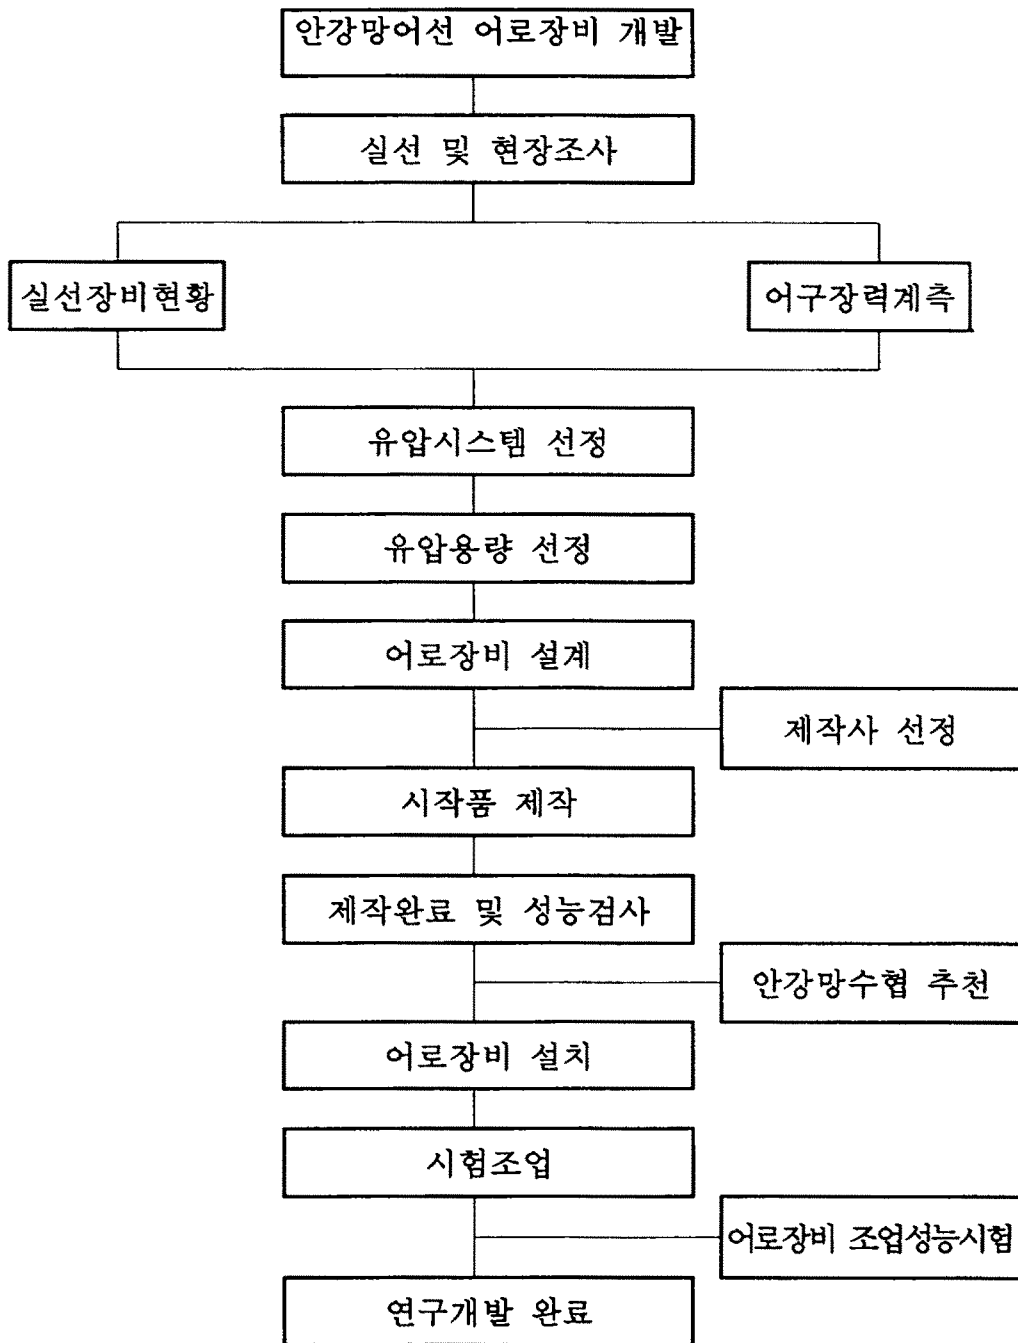 안강망어선 어로장비 개발
실선 및 현장조사
실선장비현황
어구장력계측
유압시스템 선정
유압용량 선정
어로장비 설계
제작사 선정
시작품 제작
제작완료 및 성능검사
안강망수협 추천
어로장비 설치
시험조업
어로장비 조업성능시험
연구개발 완료